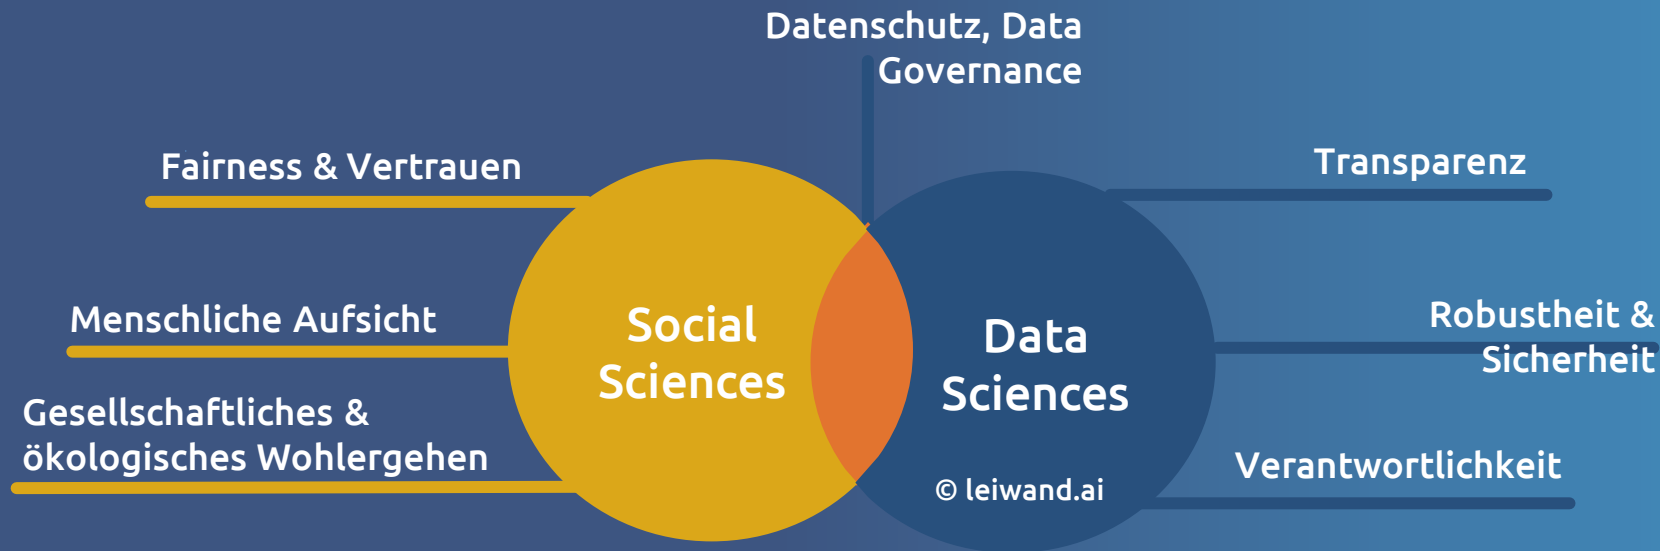 Datenschutz, Data
Governance
Fairness & Vertrauen
Transparenz
Menschliche Aufsicht
Social
Sciences
Data
Sciences
Robustheit &
Sicherheit
Gesellschaftliches &
ökologisches Wohlergehen
Verantwortlichkeit
© leiwand.ai